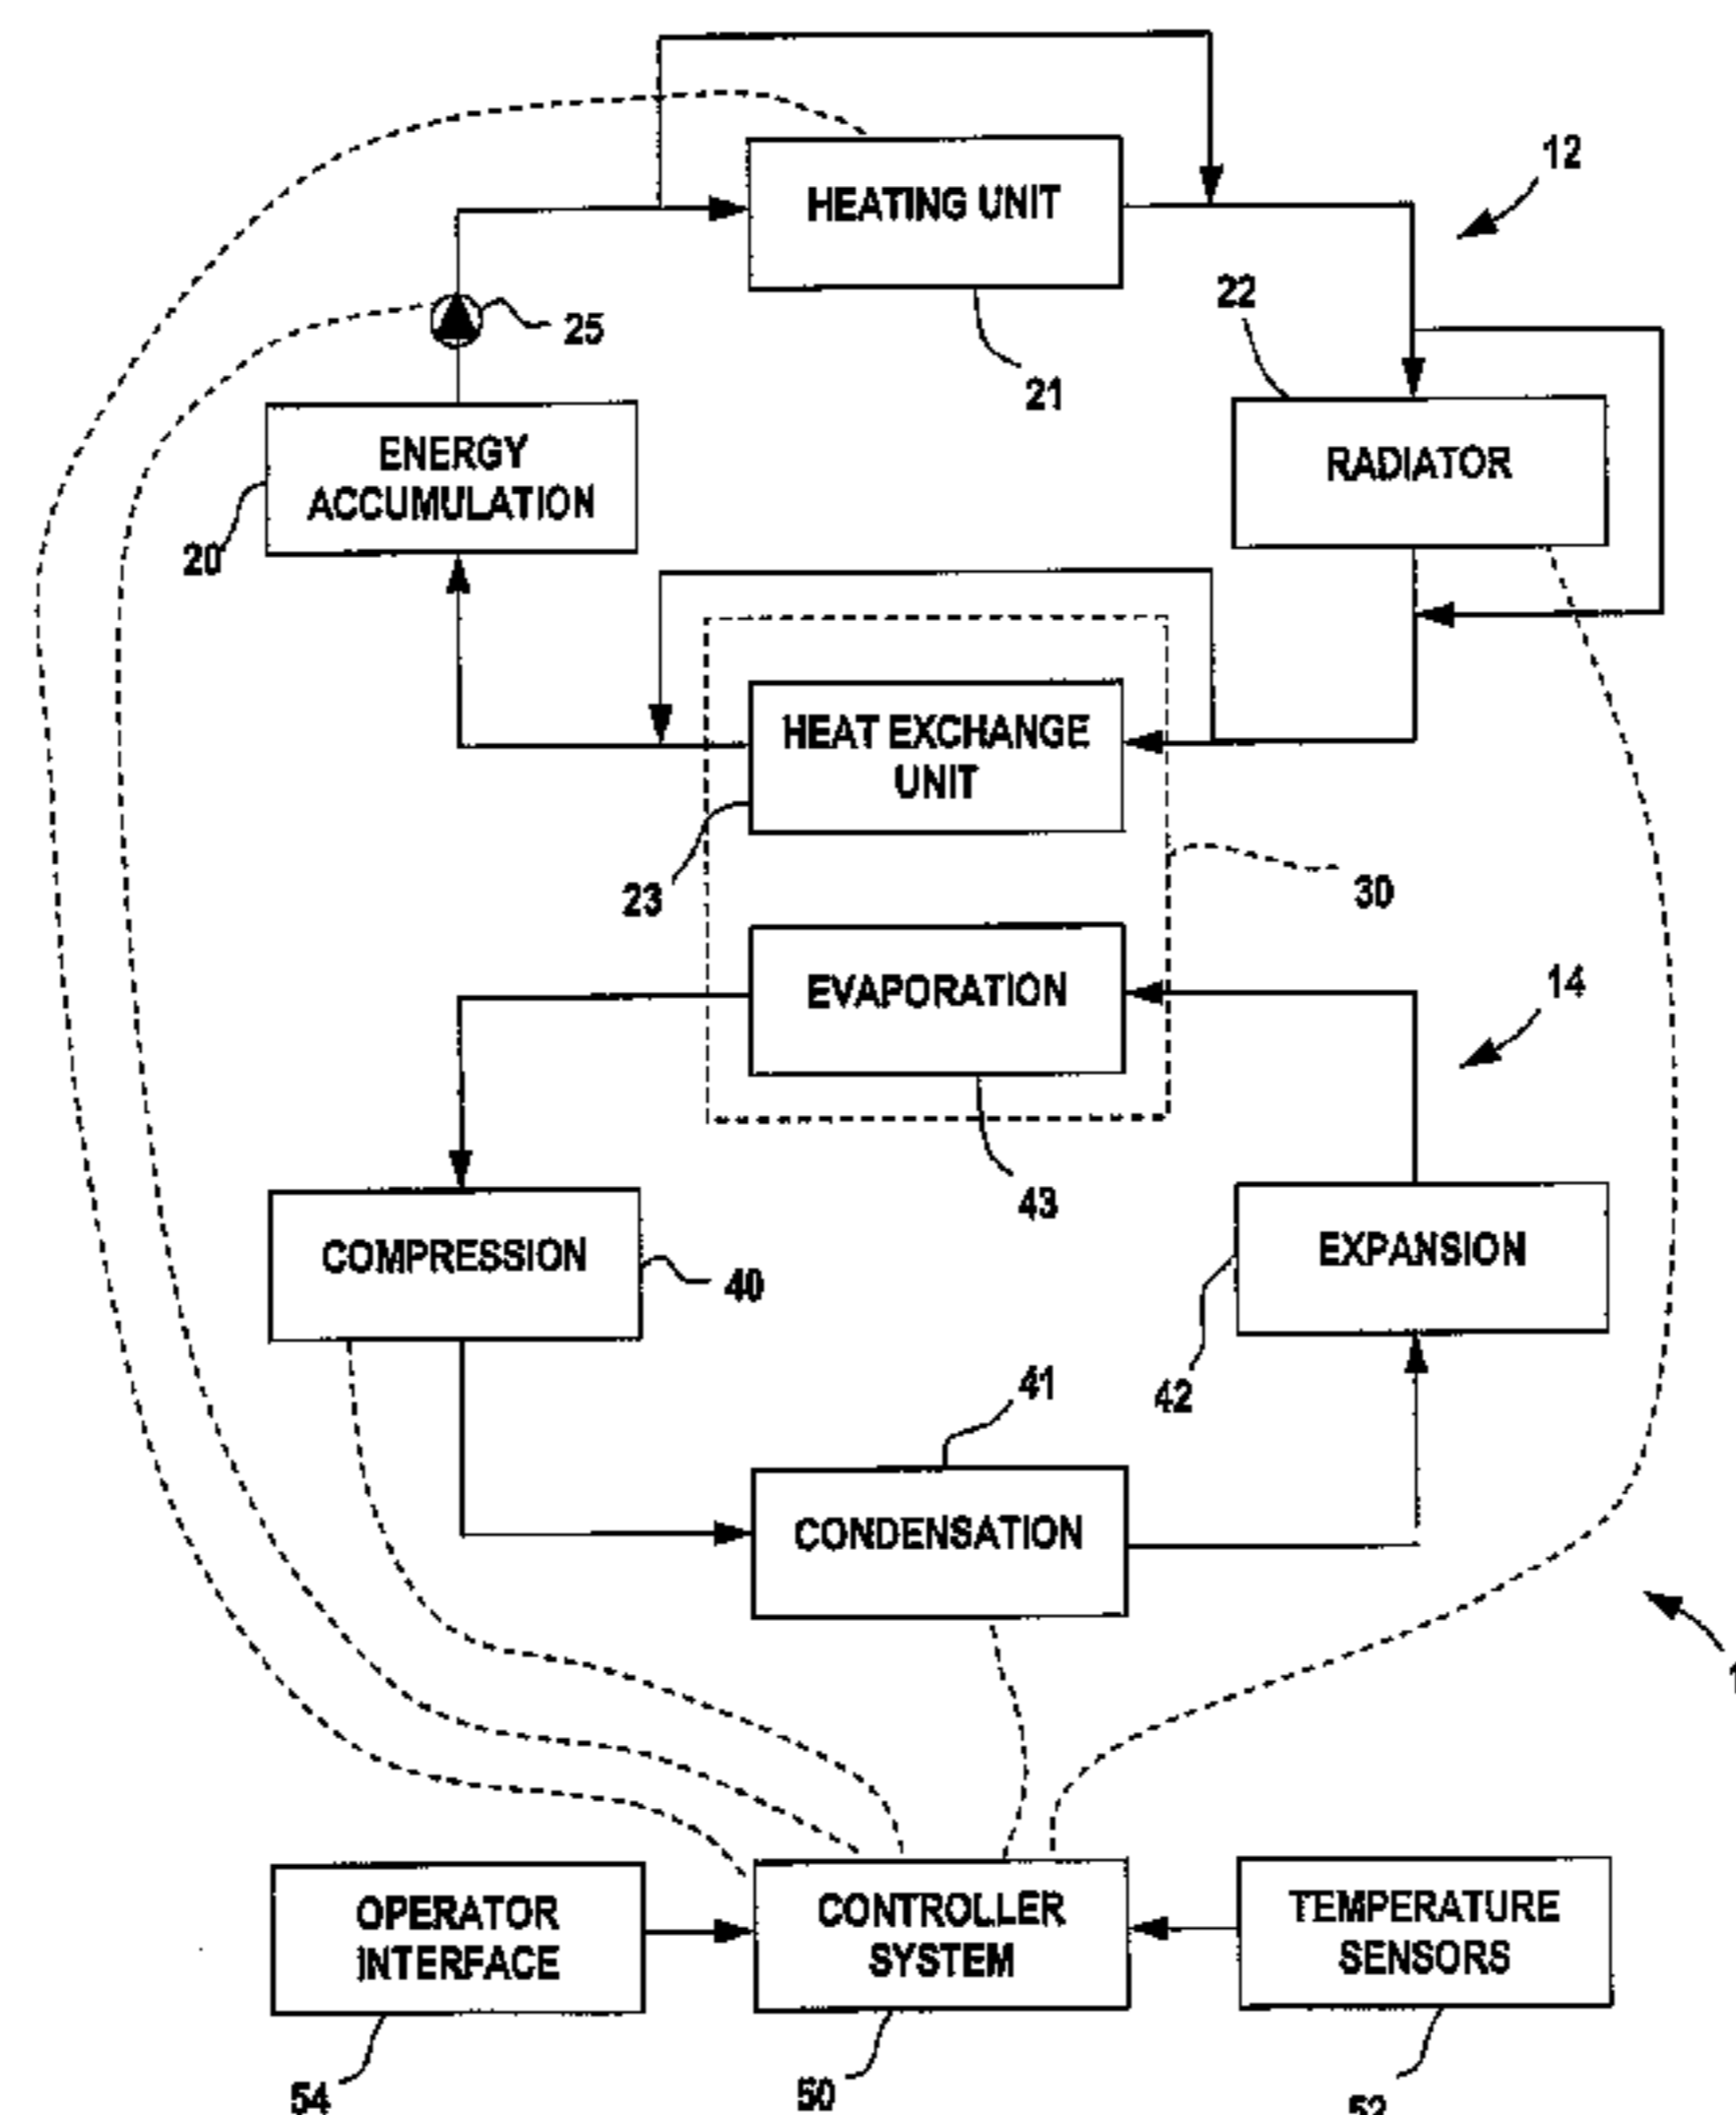 12
HEATING UNIT
22
25
21
ENERGY
ACCUMULATION
RADIATOR
20
HEAT EXCHANGE
UNIT
23
30
EVAPORATION
14
43
COMPRESSION
40
EXPANSION
41
42
CONDENSATION
OPERATOR
INTERFACE
CONTROLLER
SYSTEM
TEMPERATURE
SENSORS
54
50
52